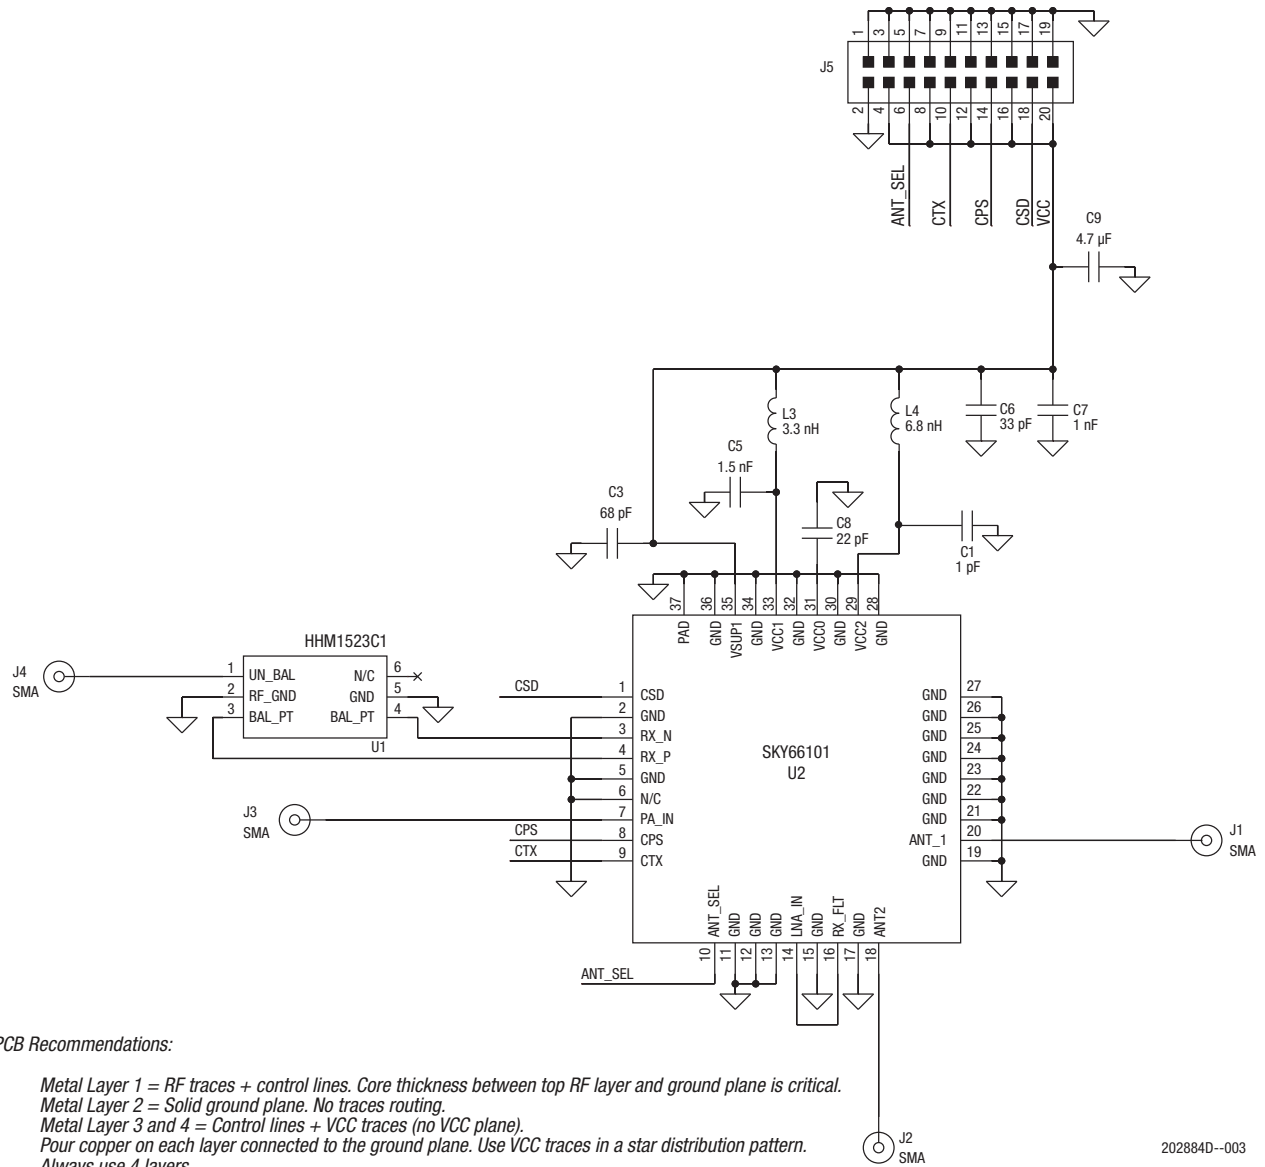 1 3 5 7 9 11 13 15 17 19
J5
2 4 6 8 10 12 14 16 18 20
ANT_SEL
CTX
CPS
CSD
VCC
C9
4.7 µF
L3
3.3 nH
L4
6.8 nH
C6
33 pF
C7
1 nF
C5
1.5 nF
C3
68 pF
C8
22 pF
C1
1 pF
37 36 35 34 33 32 31 30 29 28
PAD GND VSUP1 GND VCC1 GND VCC0 GND VCC2 GND
HHM1523C1
J4
SMA
1 UN_BAL N/C 6
2 RF_GND GND 5
3 BAL_PT BAL_PT 4
U1
CSD 1 CSD GND 27
2 GND GND 26
3 RX_N GND 25
4 RX_P GND 24
5 GND GND 23
6 N/C GND 22
7 PA_IN GND 21
CPS 8 CPS ANT_1 20
CTX 9 CTX GND 19
SKY66101
U2
J3
SMA
J1
SMA
ANT_SEL GND GND GND LNA_IN GND RX_FLT GND ANT2
10 11 12 13 14 15 16 17 18
ANT_SEL
PCB Recommendations:
Metal Layer 1 = RF traces + control lines. Core thickness between top RF layer and ground plane is critical.
Metal Layer 2 = Solid ground plane. No traces routing.
Metal Layer 3 and 4 = Control lines + VCC traces (no VCC plane).
Pour copper on each layer connected to the ground plane. Use VCC traces in a star distribution pattern.
Always use 4 layers
J2
SMA
202884D--003